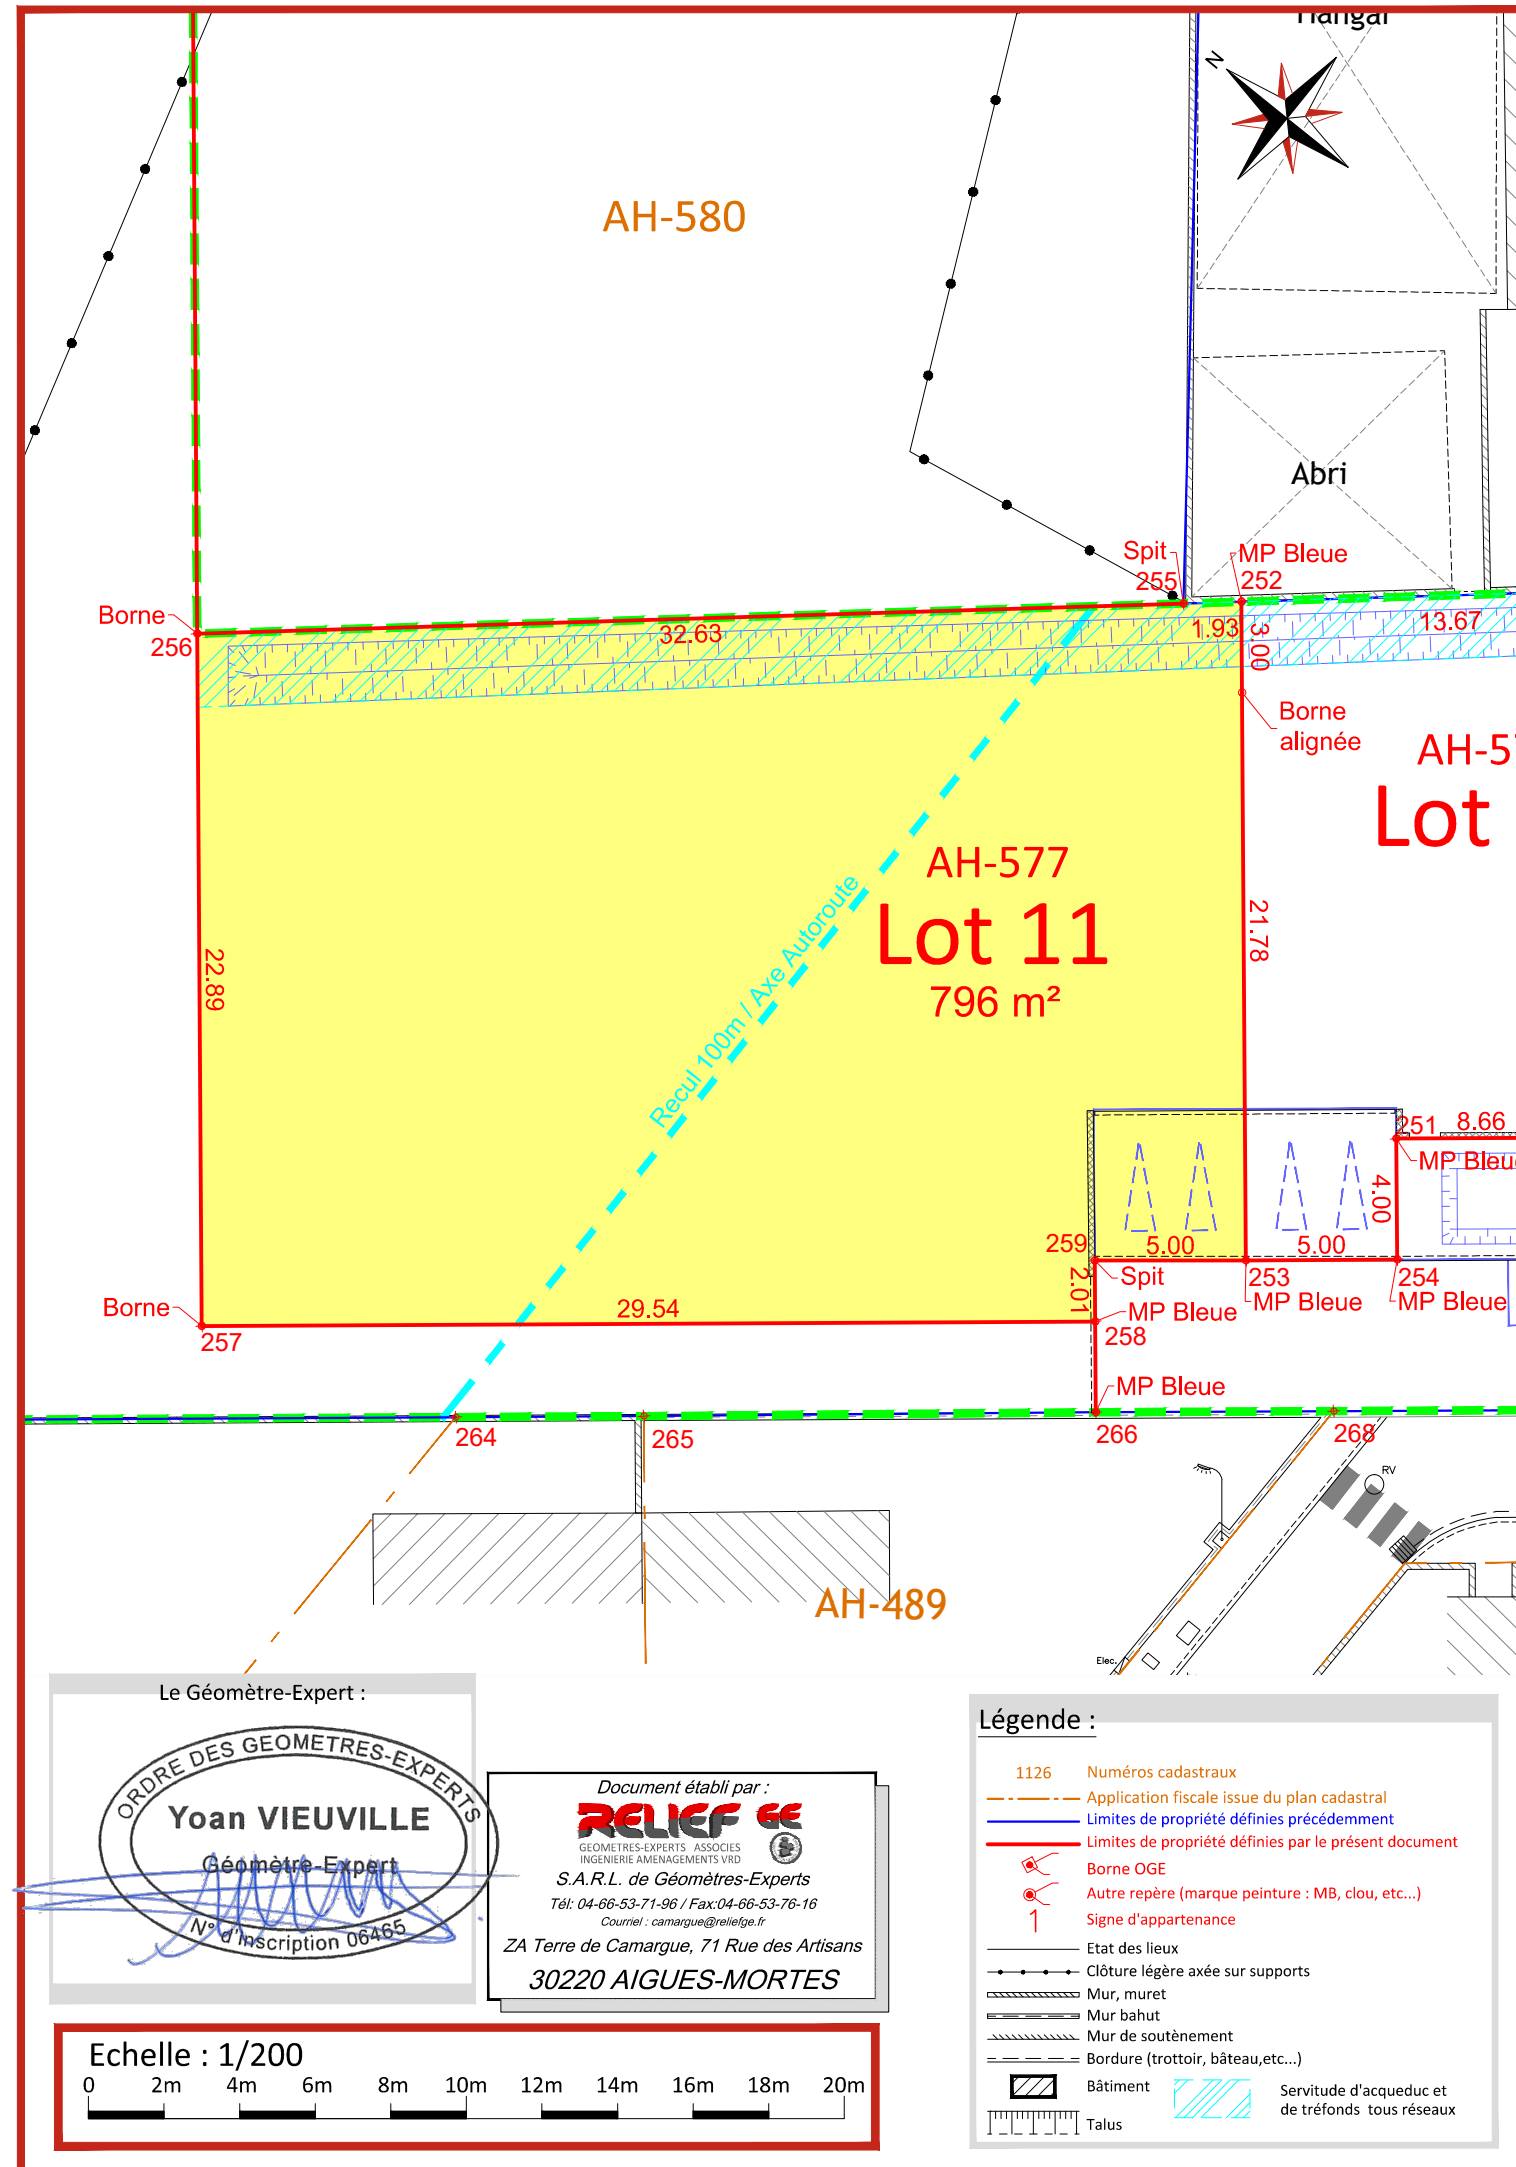 Hangar
N
AH-580
Abri
Spit
255
MP Bleue
252
Borne
256
32.63
1.93
3.00
13.67
Borne
alignée
AH-57
Lot
AH-577
Lot 11
796 m²
21.78
22.89
Recul 100m / Axe Autoroute
251
8.66
MP Bleue
4.00
259
5.00
5.00
Spit
253
254
2.01
MP Bleue
MP Bleue
MP Bleue
258
Borne
257
29.54
MP Bleue
264
265
266
268
RV
AH-489
Elec.
Le Géomètre-Expert :
ORDRE DES GEOMETRES-EXPERTS
Yoan VIEUVILLE
Géomètre-Expert
N° d'inscription 06465
Document établi par :
RELIEF GE
GEOMETRES-EXPERTS ASSOCIES
INGENIERIE AMENAGEMENTS VRD
S.A.R.L. de Géomètres-Experts
Tél: 04-66-53-71-96 / Fax:04-66-53-76-16
Courriel : camargue@reliefge.fr
ZA Terre de Camargue, 71 Rue des Artisans
30220 AIGUES-MORTES
Echelle : 1/200
0 2m 4m 6m 8m 10m 12m 14m 16m 18m 20m
Légende :
1126 Numéros cadastraux
Application fiscale issue du plan cadastral
Limites de propriété définies précédemment
Limites de propriété définies par le présent document
Borne OGE
Autre repère (marque peinture : MB, clou, etc...)
1 Signe d'appartenance
Etat des lieux
Clôture légère axée sur supports
Mur, muret
Mur bahut
Mur de soutènement
Bordure (trottoir, bâteau,etc...)
Bâtiment
Servitude d'acqueduc et
de tréfonds tous réseaux
Talus